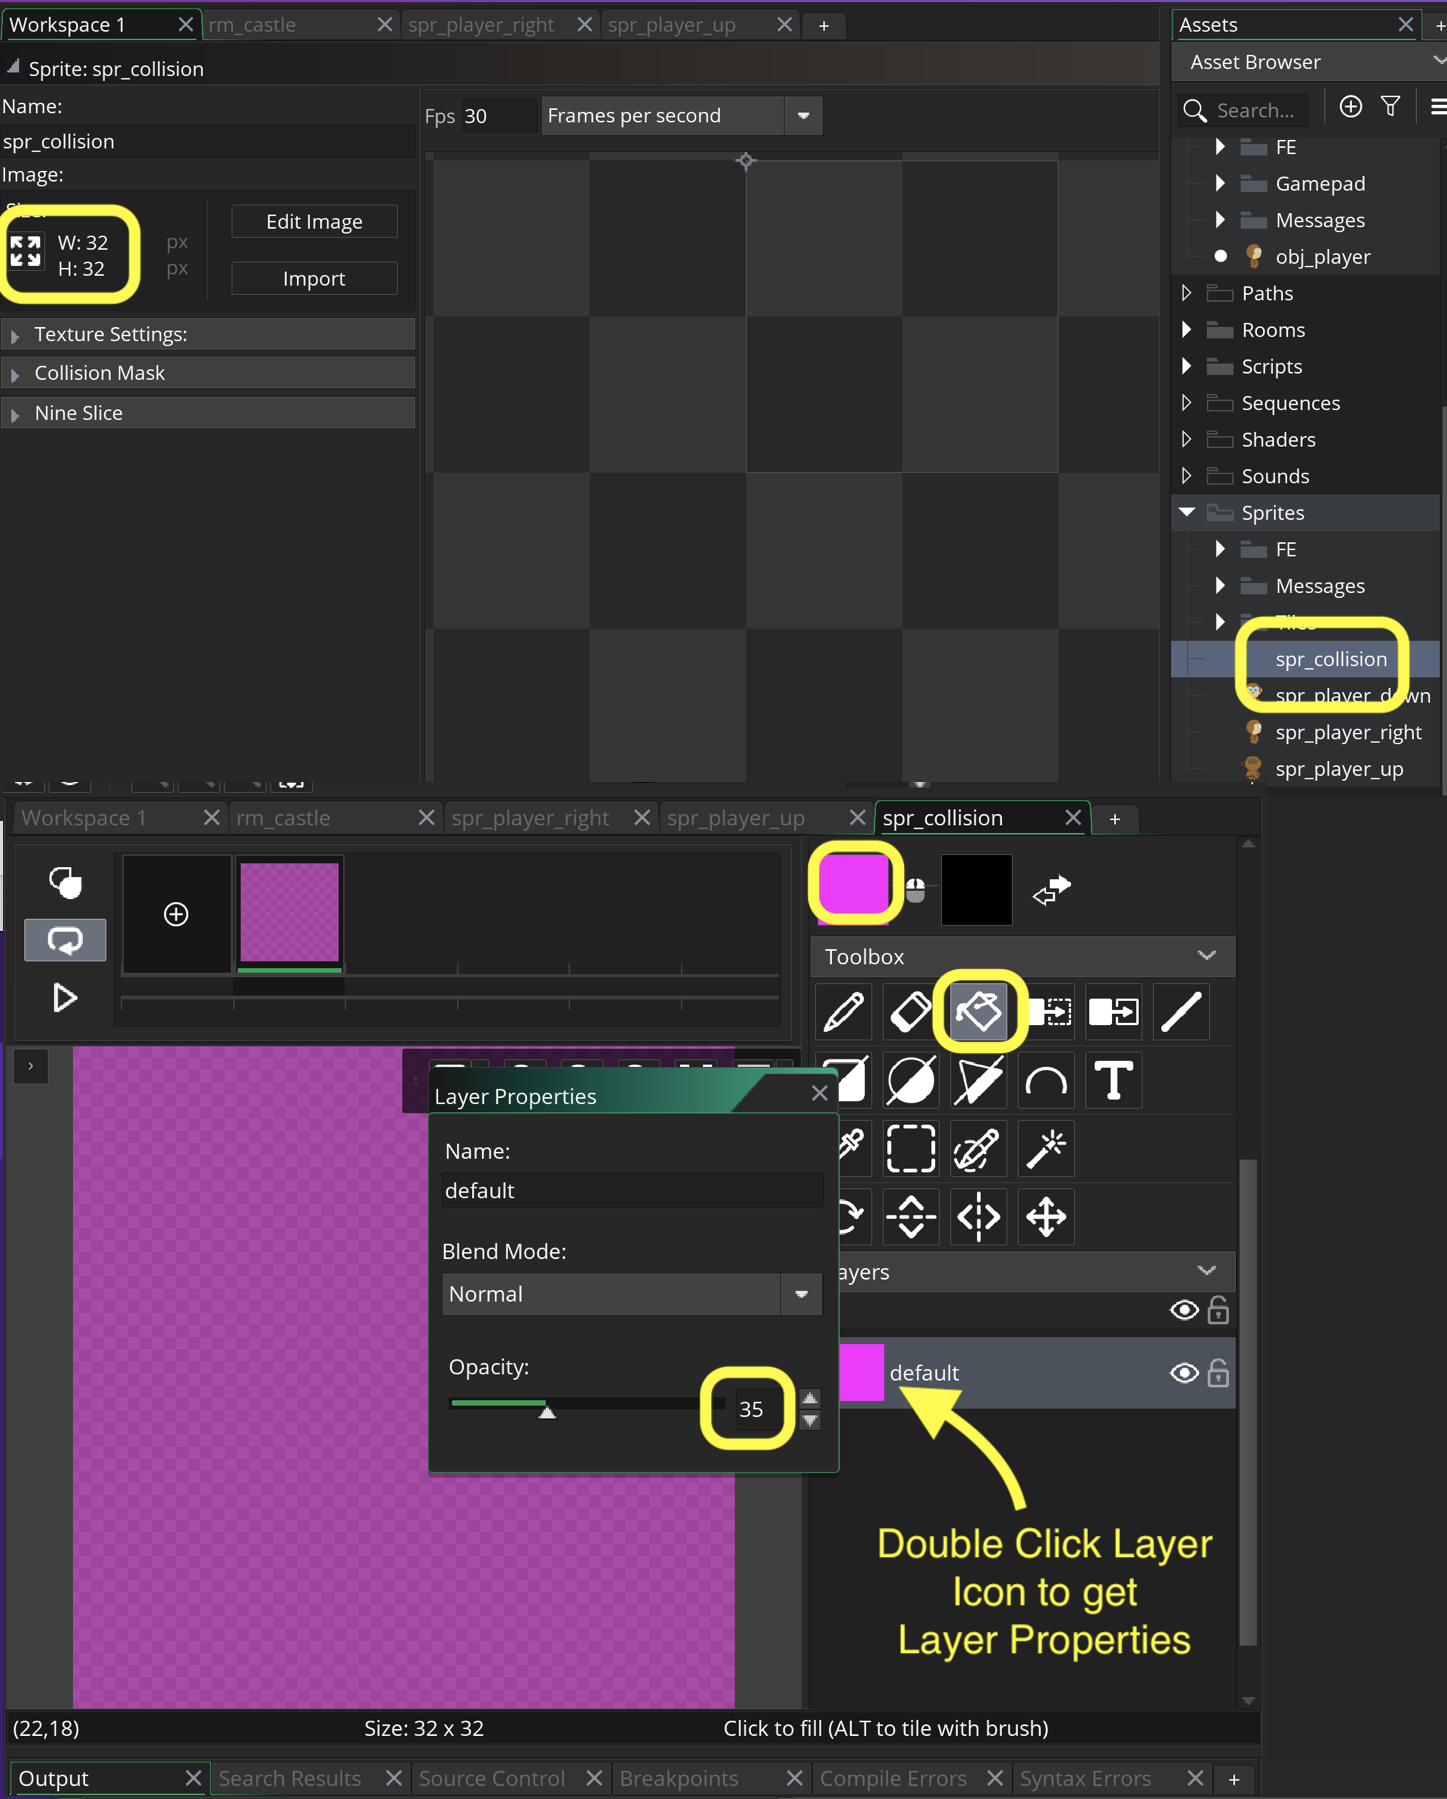 Workspace 1
rm_castle
spr_player_right
spr_player_up
+
Sprite: spr_collision
Name:
spr_collision
Image:
Size:
W: 32 px
H: 32 px
Edit Image
Import
Texture Settings:
Collision Mask
Nine Slice
Fps 30 Frames per second
Assets
+
Asset Browser
Search...
FE
Gamepad
Messages
obj_player
Paths
Rooms
Scripts
Sequences
Shaders
Sounds
Sprites
FE
Messages
Tiles
spr_collision
spr_player_down
spr_player_right
spr_player_up
Workspace 1
rm_castle
spr_player_right
spr_player_up
spr_collision
+
Toolbox
T
Layer Properties
Name:
default
Blend Mode:
Normal
Opacity:
35
ayers
default
Double Click Layer
Icon to get
Layer Properties
(22,18)
Size: 32 x 32
Click to fill (ALT to tile with brush)
Output
Search Results
Source Control
Breakpoints
Compile Errors
Syntax Errors
+